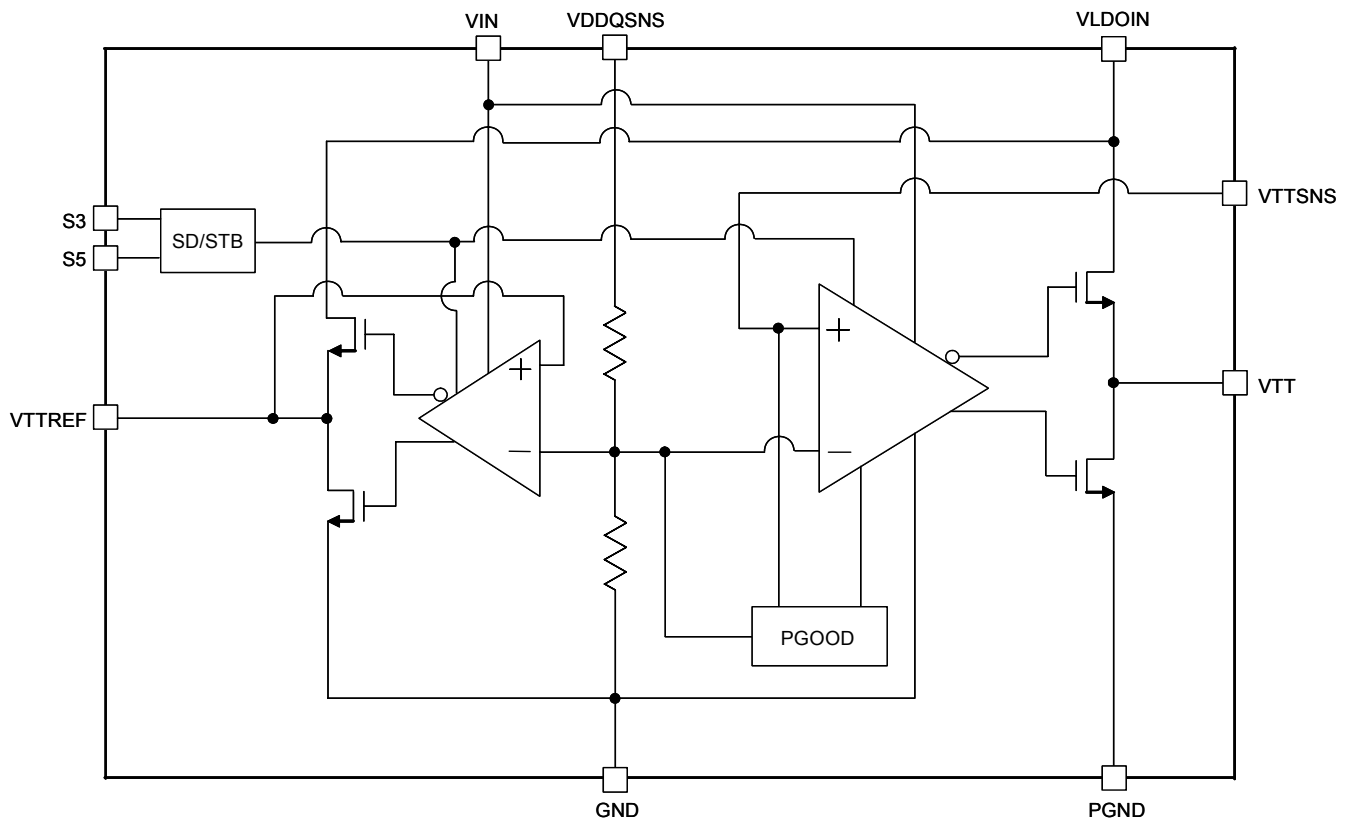 VIN
VDDQSNS
VLDOIN
VTTSNS
S3
SD/STB
S5
+
+
VTT
VTTREF
—
—
PGOOD
GND
PGND